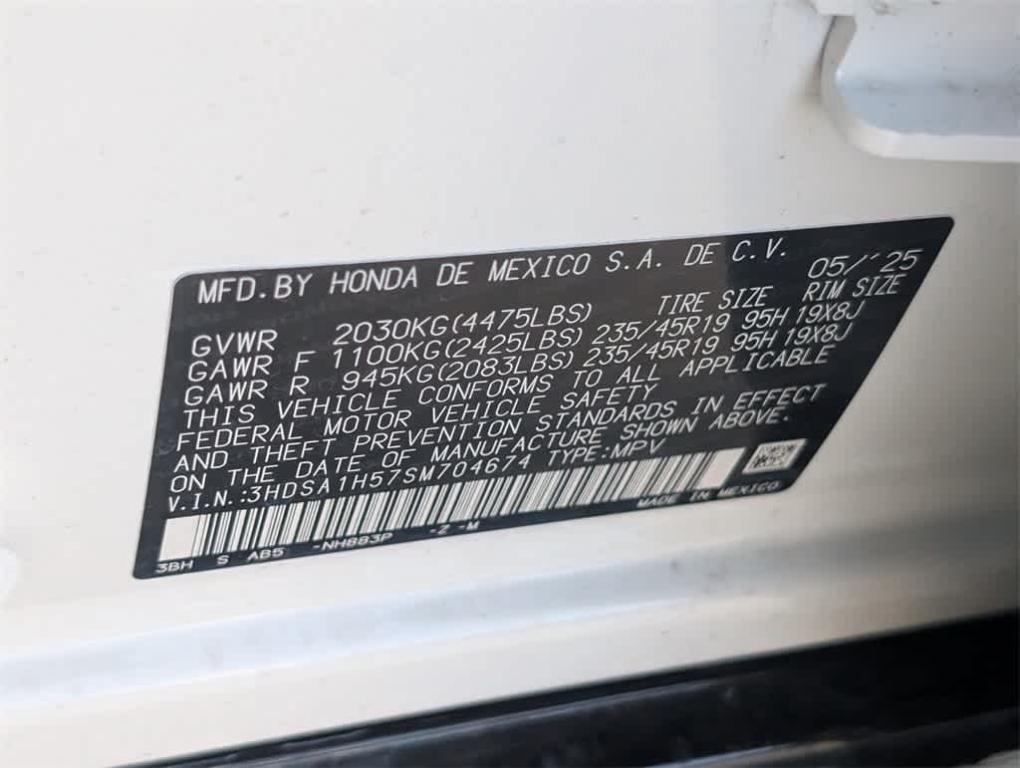 MFD. BY HONDA DE MEXICO S.A. DE C.V. 05/'25
TIRE SIZE RIM SIZE
GVWR 2030KG(4475LBS)
GAWR F 1100KG(2425LBS) 235/45R19 95H 19X8J
GAWR R 945KG(2083LBS) 235/45R19 95H 19X8J
THIS VEHICLE CONFORMS TO ALL APPLICABLE
FEDERAL MOTOR VEHICLE SAFETY
AND THEFT PREVENTION STANDARDS IN EFFECT
ON THE DATE OF MANUFACTURE SHOWN ABOVE.
V.I.N.:3HDSA1H57SM704674 TYPE:MPV
MADE IN MEXICO
3BH S AB5 -NH883P -Z -M